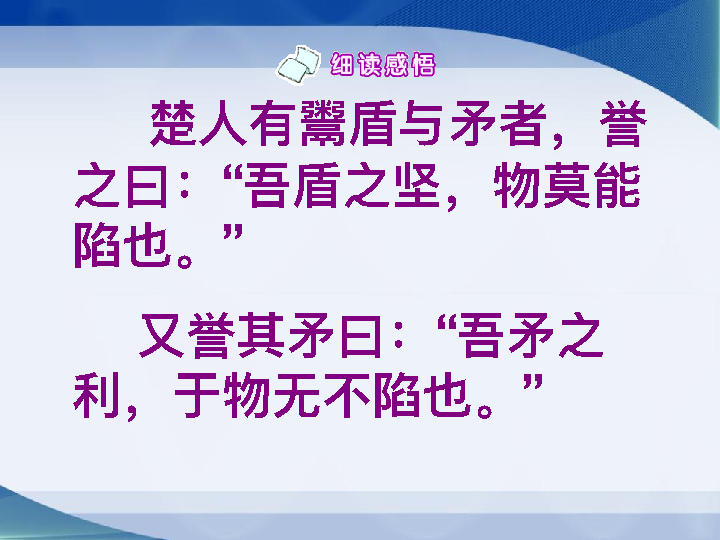 细读感悟
楚人有鬻盾与矛者，誉
之曰：“吾盾之坚，物莫能
陷也。”
又誉其矛曰：“吾矛之
利，于物无不陷也。”